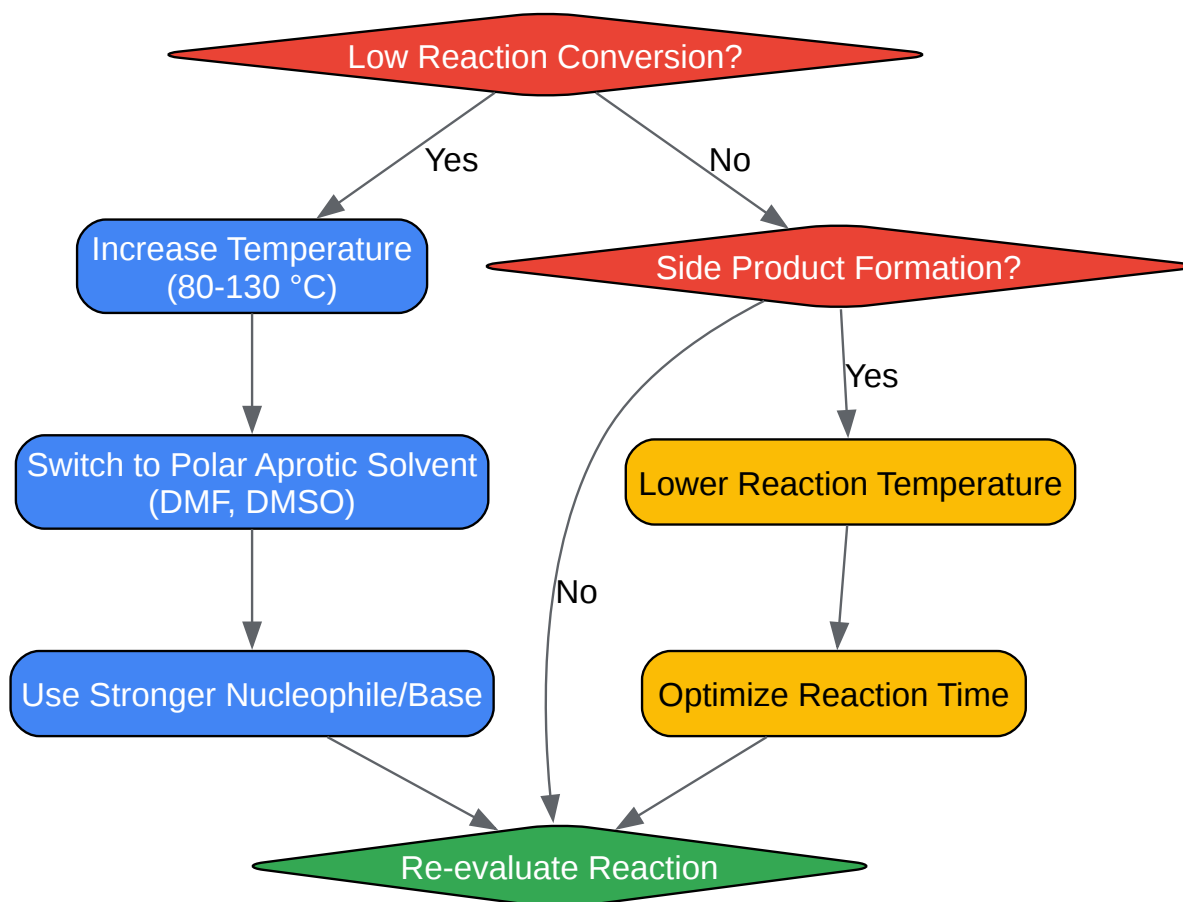 Low Reaction Conversion?
Yes
No
Increase Temperature
(80-130 °C)
Side Product Formation?
Yes
Switch to Polar Aprotic Solvent
(DMF, DMSO)
Lower Reaction Temperature
No
Use Stronger Nucleophile/Base
Optimize Reaction Time
Re-evaluate Reaction